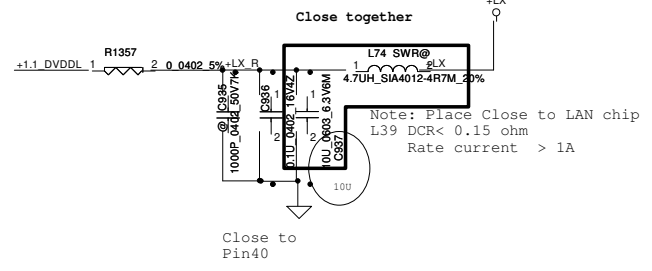 +LX
Close together
R1357
L74 SWR@
+1.1_DVDDL 1 2 0_0402_5% +LX_R
1 2 +LX
4.7UH_SIA4012-4R7M_20%
@ C935
1000P_0402_50V7K
C936
0.1U_0402_16V4Z
1
2
1
2
10U_0603_6.3V6M
C937
10U
Note: Place Close to LAN chip
L39 DCR< 0.15 ohm
Rate current > 1A
Close to
Pin40